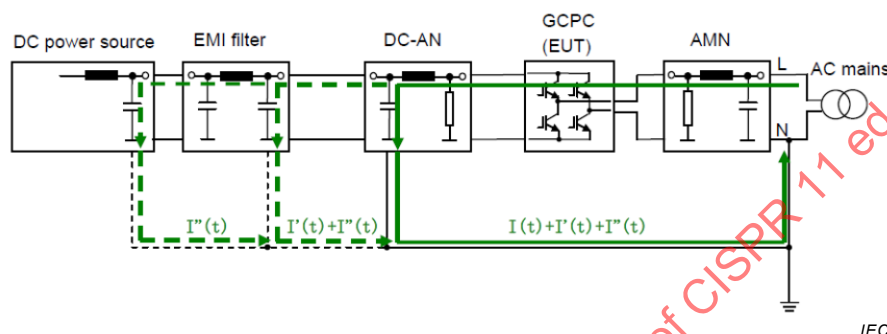 DC power source
EMI filter
DC-AN
GCPC
(EUT)
AMN
L
AC mains
N
I"(t)
I'(t)+I"(t)
I(t)+I'(t)+I"(t)
of CISPR 11 ed
IEC